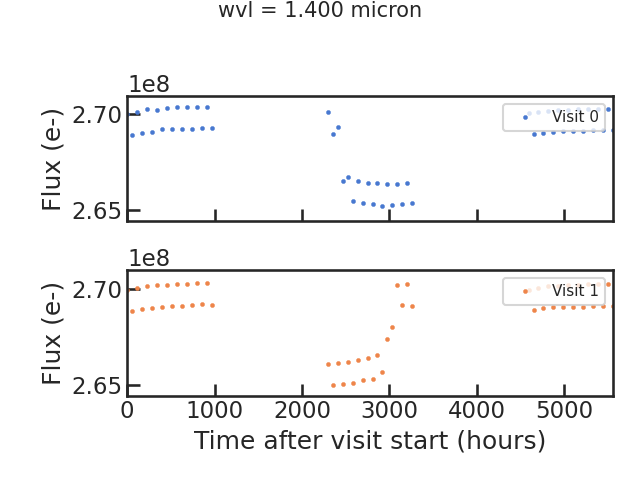 wvl = 1.400 micron
1e8
2.70
2.65
Flux (e-)
Visit 0
1e8
2.70
2.65
Flux (e-)
Visit 1
0 1000 2000 3000 4000 5000
Time after visit start (hours)